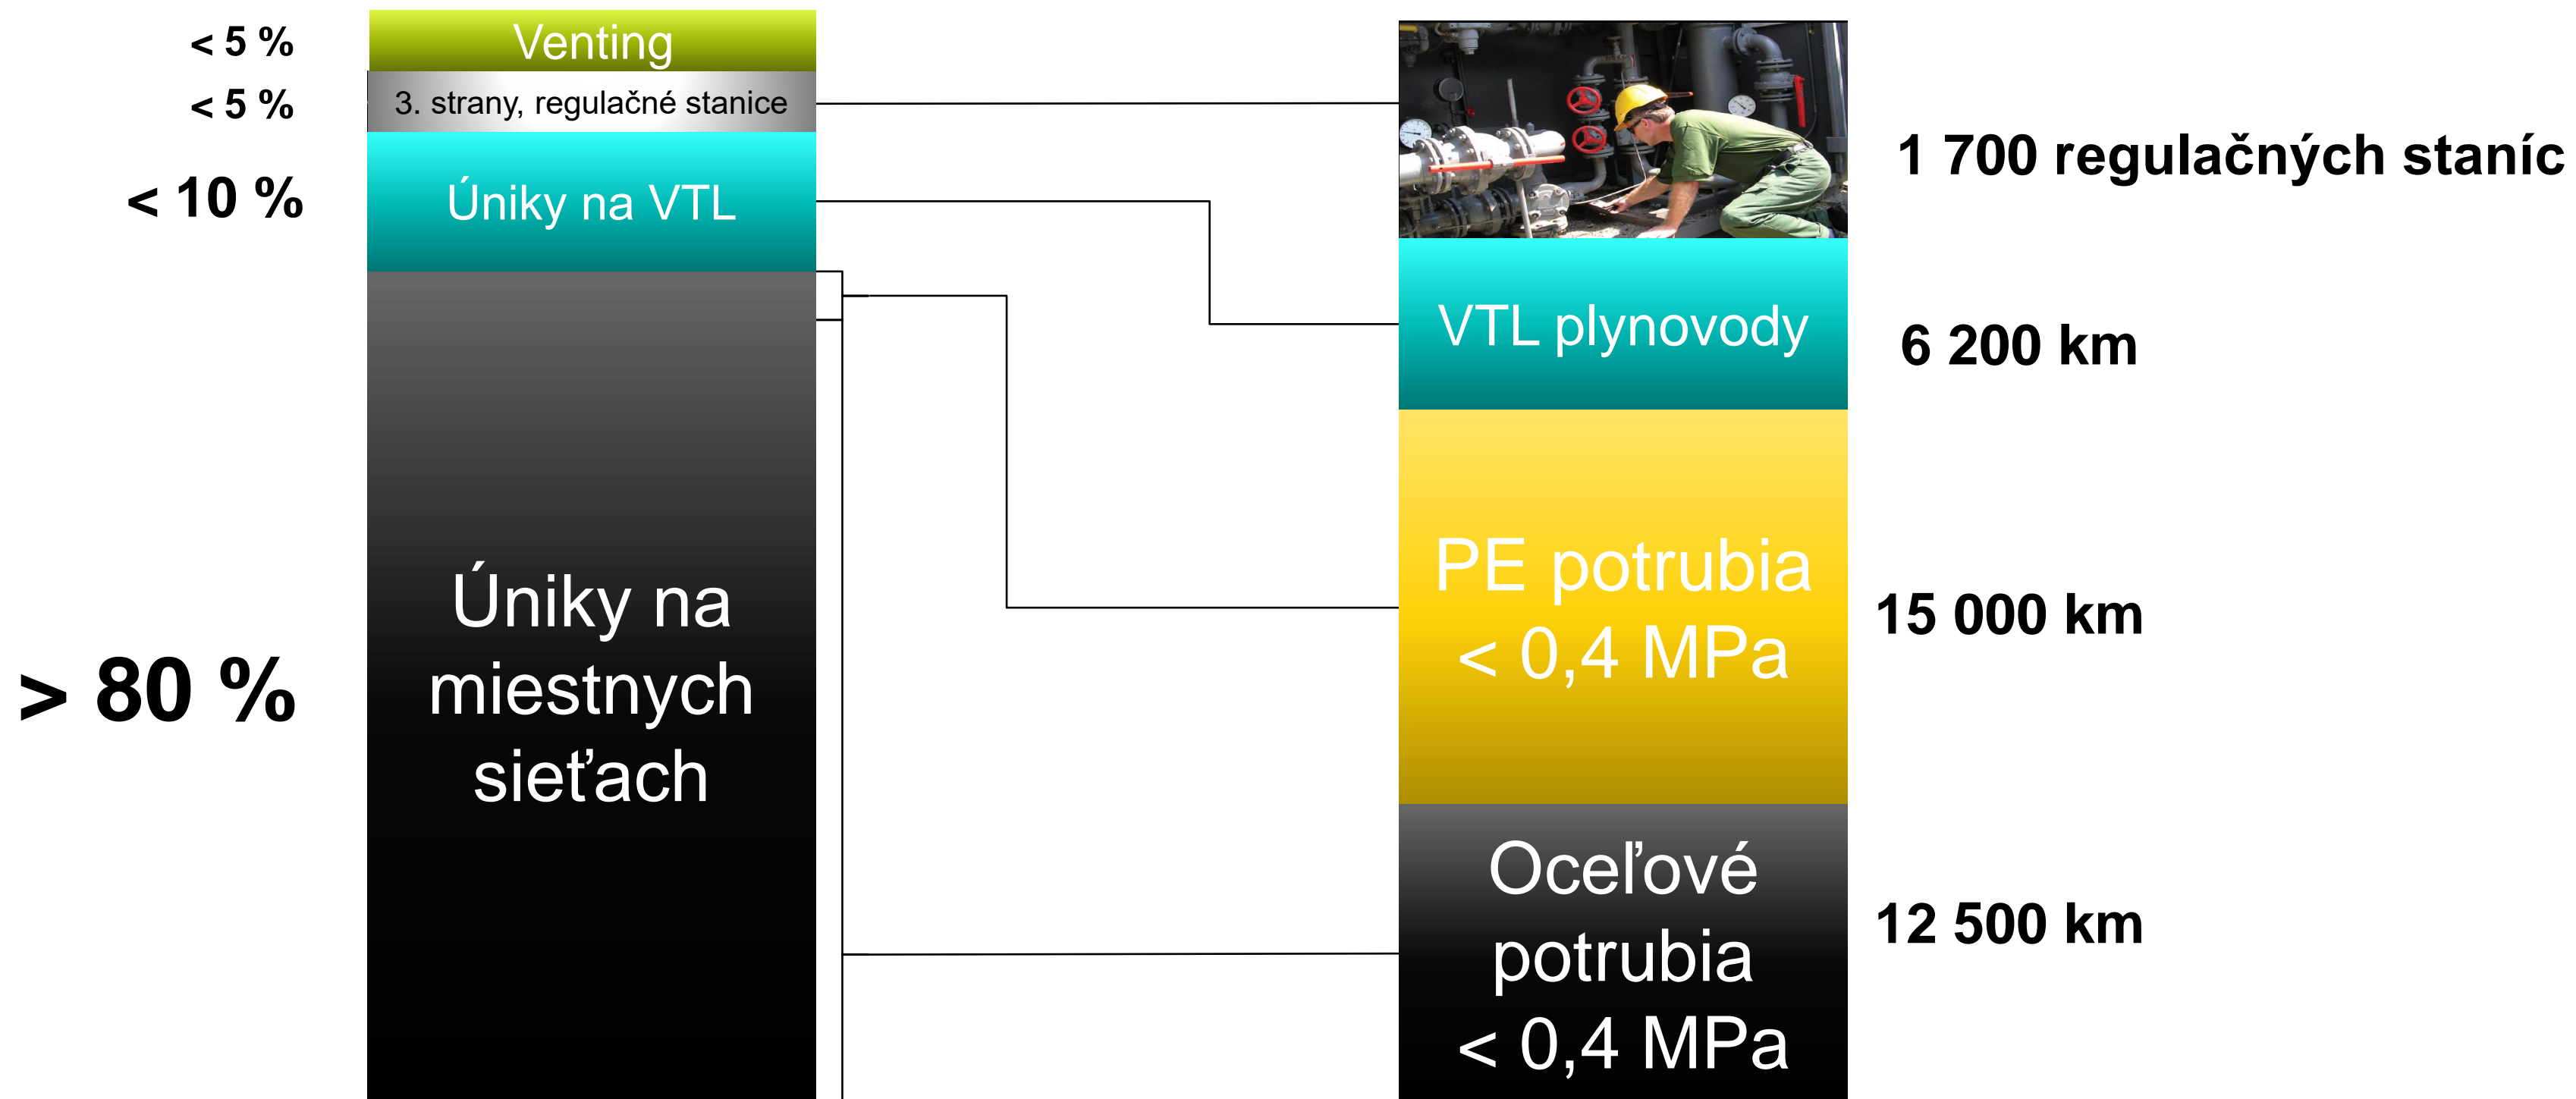 < 5 %
Venting
< 5 %
3. strany, regulačné stanice
< 10 %
Úniky na VTL
> 80 %
Úniky na
miestnych
sieťach
1 700 regulačných staníc
VTL plynovody
6 200 km
PE potrubia
< 0,4 MPa
15 000 km
Oceľové
potrubia
< 0,4 MPa
12 500 km